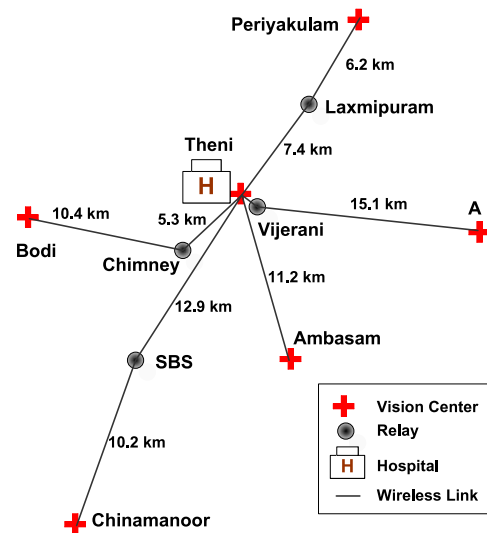 Periyakulam
6.2 km
Laxmipuram
Theni
7.4 km
H
15.1 km
A
10.4 km
5.3 km
Vijerani
Bodi
Chimney
11.2 km
12.9 km
Ambasam
SBS
Vision Center
Relay
10.2 km
H
Hospital
Wireless Link
Chinamanoor